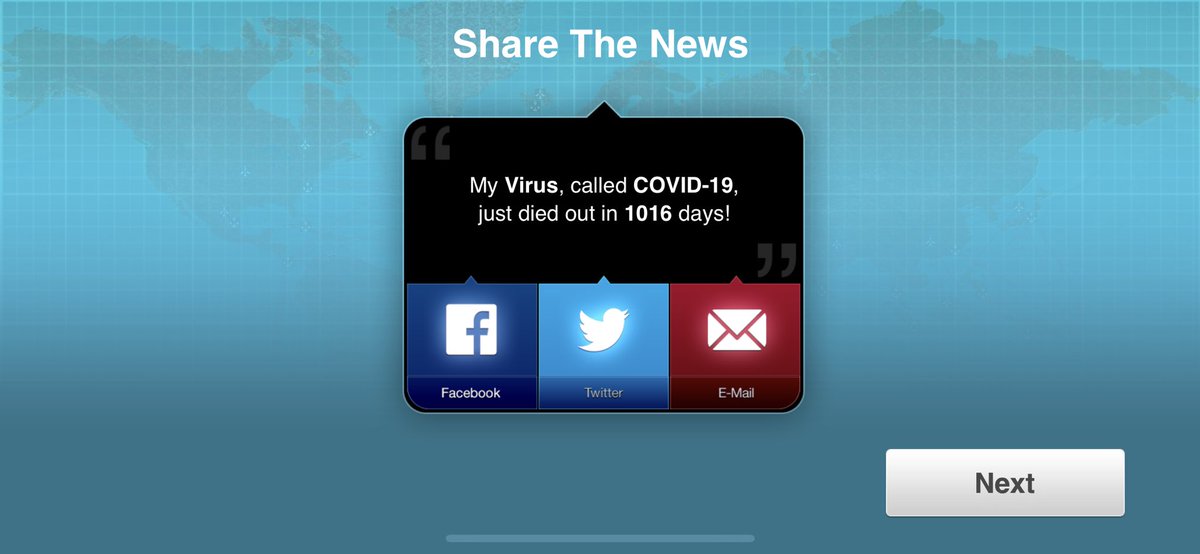 Share The News
My Virus, called COVID-19,
just died out in 1016 days!
Facebook
Twitter
E-Mail
Next